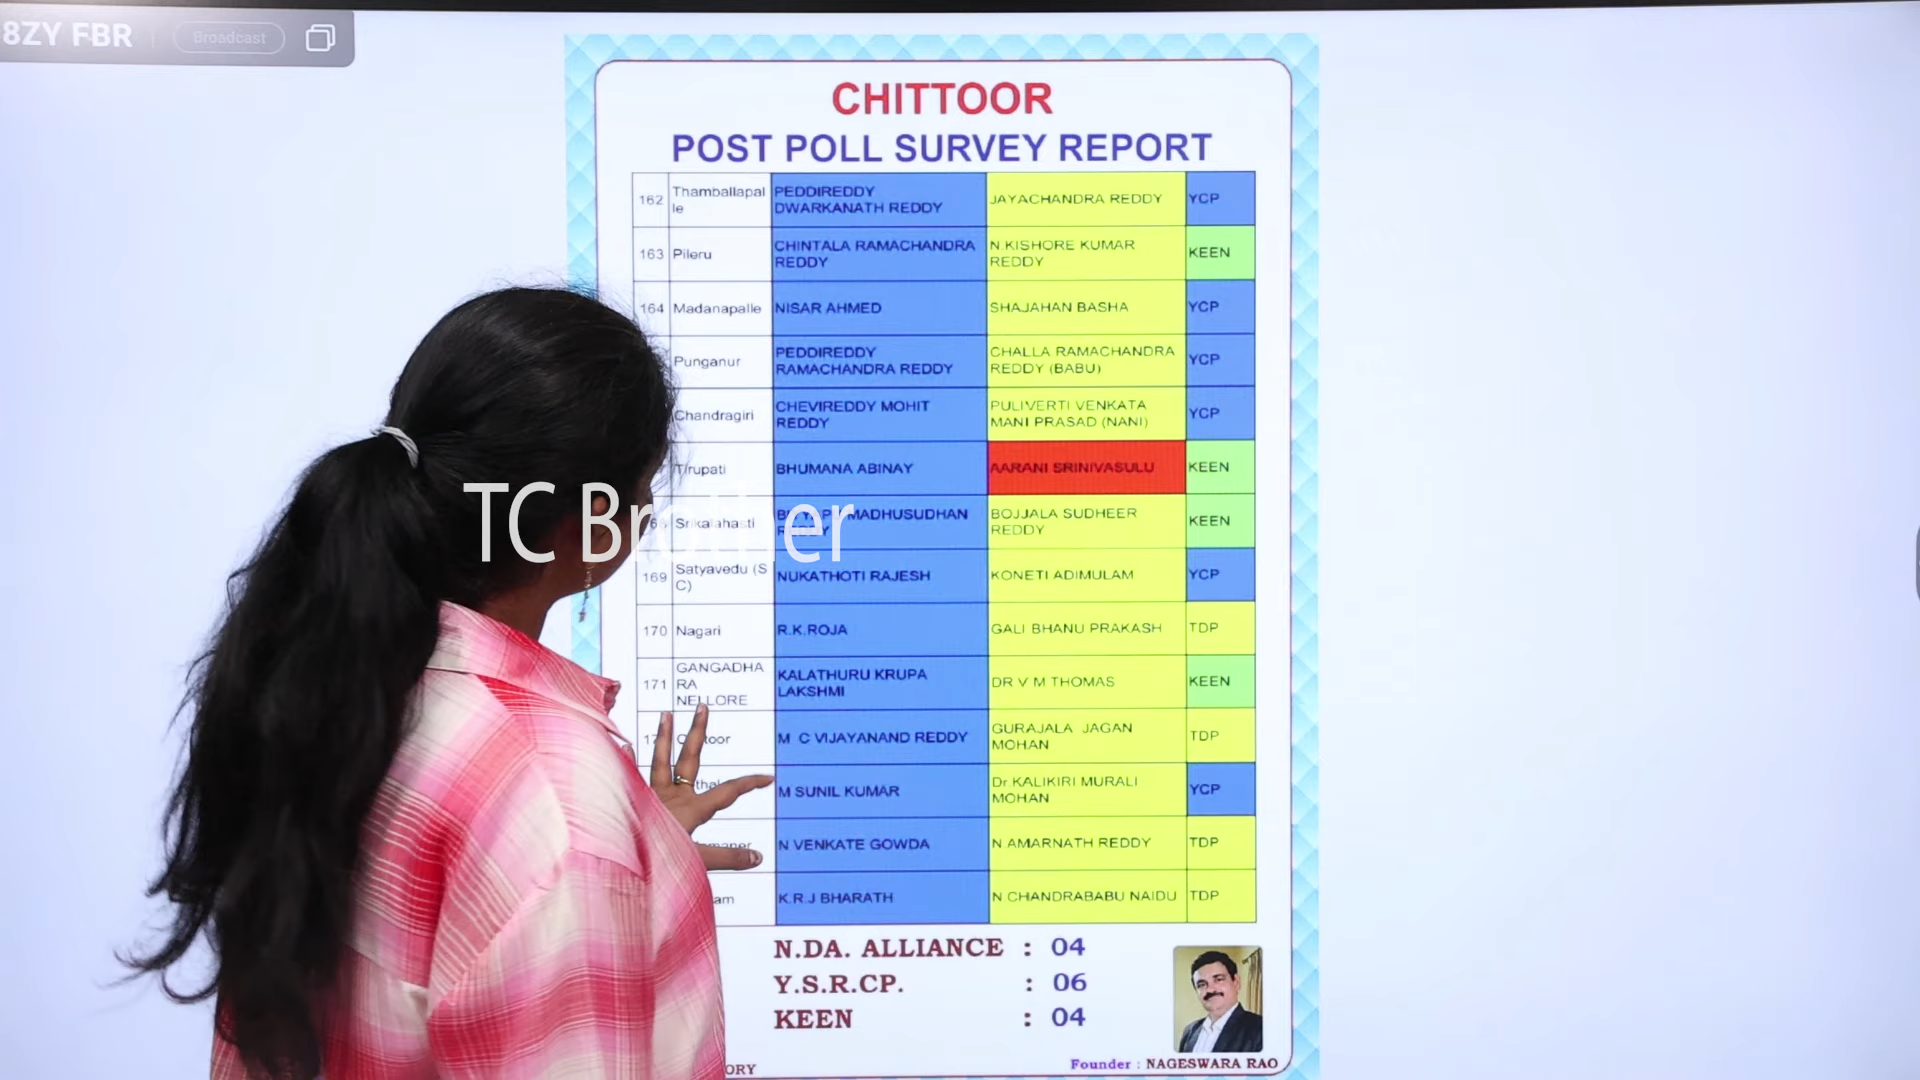 8ZY FBR
Broadcast
CHITTOOR
POST POLL SURVEY REPORT
162 Thamballapal le PEDDIREDDY DWARKANATH REDDY JAYACHANDRA REDDY YCP
163 Pileru CHINTALA RAMACHANDRA REDDY N.KISHORE KUMAR REDDY KEEN
164 Madanapalle NISAR AHMED SHAJAHAN BASHA YCP
Punganur PEDDIREDDY RAMACHANDRA REDDY CHALLA RAMACHANDRA REDDY (BABU) YCP
Chandragiri CHEVIREDDY MOHIT REDDY PULIVERTI VENKATA MANI PRASAD (NANI) YCP
Tirupati BHUMANA ABINAY AARANI SRINIVASULU KEEN
Srikalahasti MADHUSUDHAN BOJJALA SUDHEER REDDY KEEN
TC Brother
169 Satyavedu (S C) NUKATHOTI RAJESH KONETI ADIMULAM YCP
170 Nagari R.K.ROJA GALI BHANU PRAKASH TDP
171 GANGADHA RA NELLORE KALATHURU KRUPA LAKSHMI DR V M THOMAS KEEN
M C VIJAYANAND REDDY GURAJALA JAGAN MOHAN TDP
M SUNIL KUMAR Dr.KALIKIRI MURALI MOHAN YCP
N VENKATE GOWDA N AMARNATH REDDY TDP
K.R.J BHARATH N CHANDRABABU NAIDU TDP
N.DA. ALLIANCE : 04
Y.S.R.CP. : 06
KEEN : 04
Founder : NAGESWARA RAO